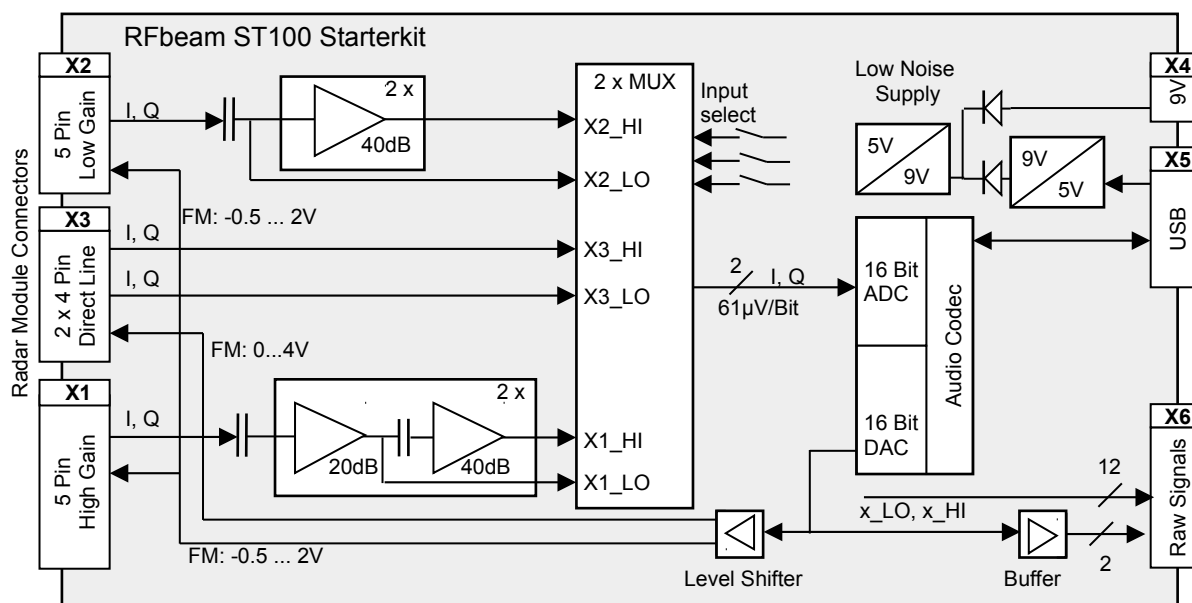 RFbeam ST100 Starterkit
Radar Module Connectors
X2
5 Pin
Low Gain
I, Q
2 x
40dB
FM: -0.5 ... 2V
X3
2 x 4 Pin
Direct Line
I, Q
I, Q
FM: 0...4V
X1
5 Pin
High Gain
I, Q
2 x
20dB
40dB
FM: -0.5 ... 2V
2 x MUX
X2_HI
X2_LO
X3_HI
X3_LO
X1_HI
X1_LO
Input
select
Low Noise
Supply
5V
9V
9V
5V
X4
9V
X5
USB
2
I, Q
61µV/Bit
16 Bit
ADC
16 Bit
DAC
Audio Codec
X6
Raw Signals
12
x_LO, x_HI
2
Level Shifter
Buffer